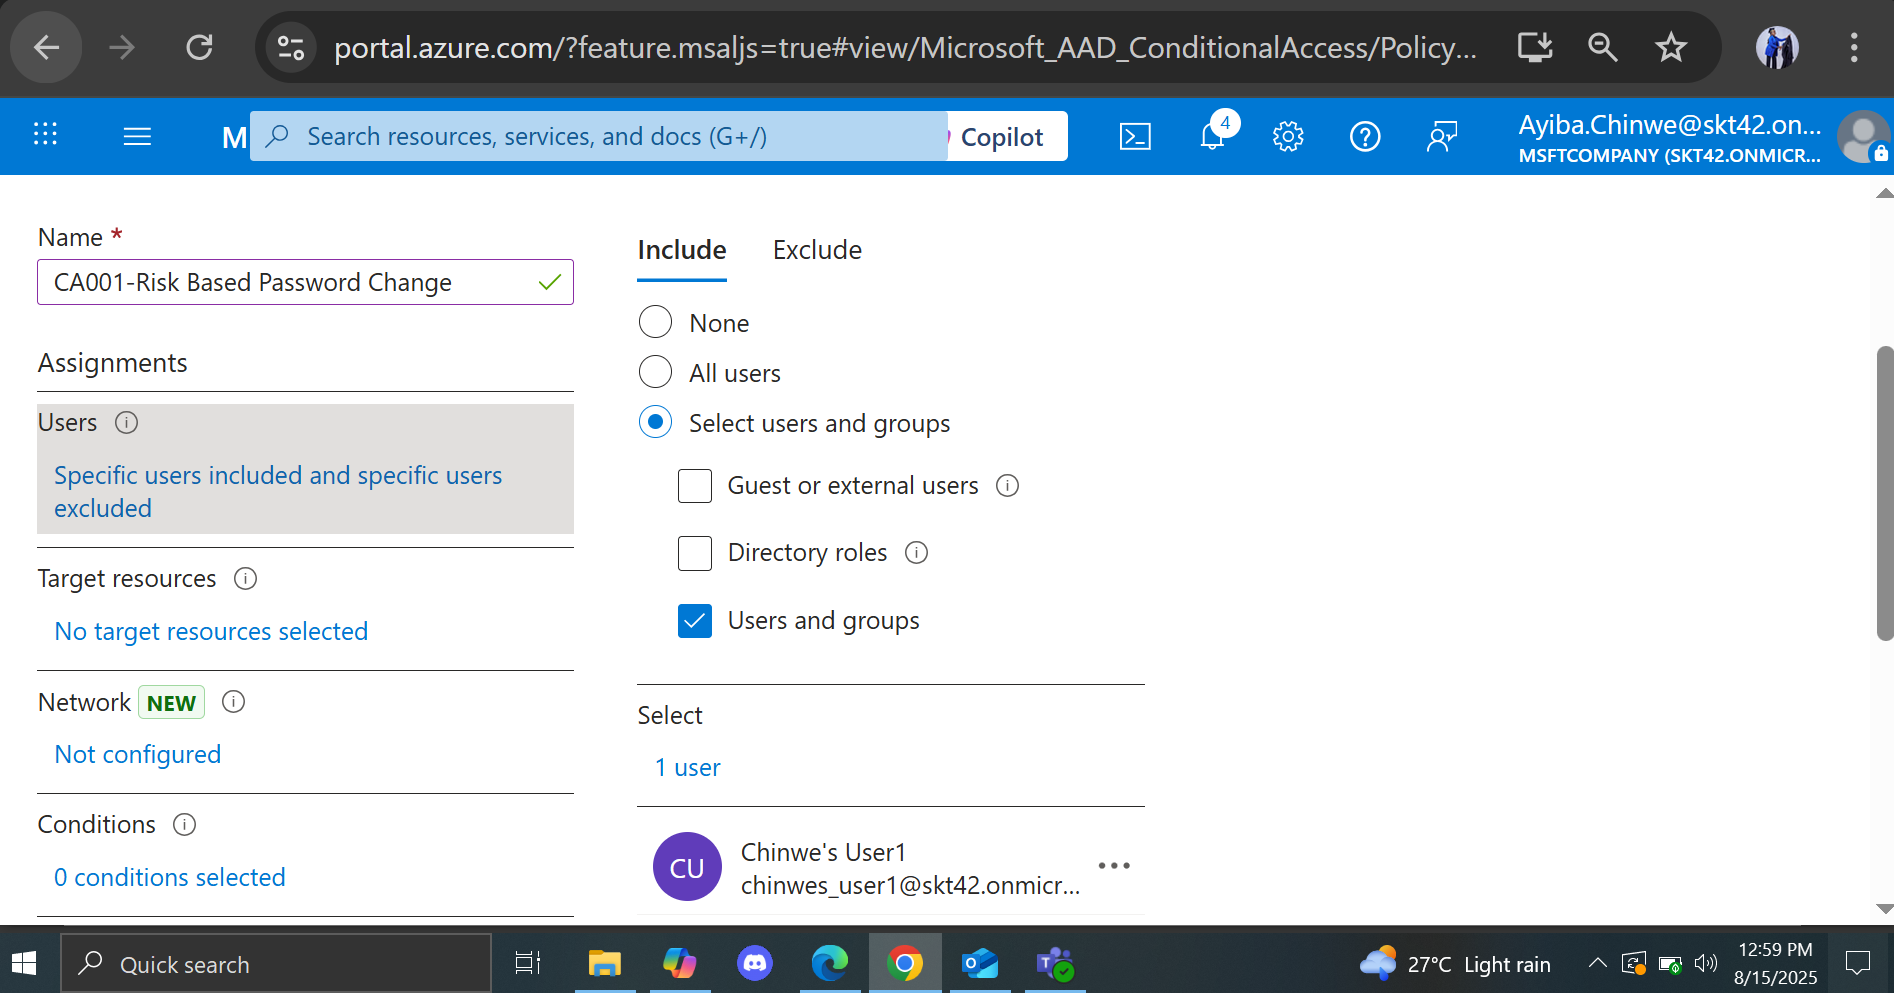 portal.azure.com/?feature.msaljs=true#view/Microsoft_AAD_ConditionalAccess/Policy...
M
Search resources, services, and docs (G+/)
Copilot
4
Ayiba.Chinwe@skt42.on...
MSFTCOMPANY (SKT42.ONMICR...
Name *
CA001-Risk Based Password Change
Assignments
Users
Specific users included and specific users
excluded
Target resources
No target resources selected
Network NEW
Not configured
Conditions
0 conditions selected
Include Exclude
None
All users
Select users and groups
Guest or external users
Directory roles
Users and groups
Select
1 user
CU
Chinwe's User1
chinwes_user1@skt42.onmicr...
Quick search
27°C Light rain
12:59 PM
8/15/2025